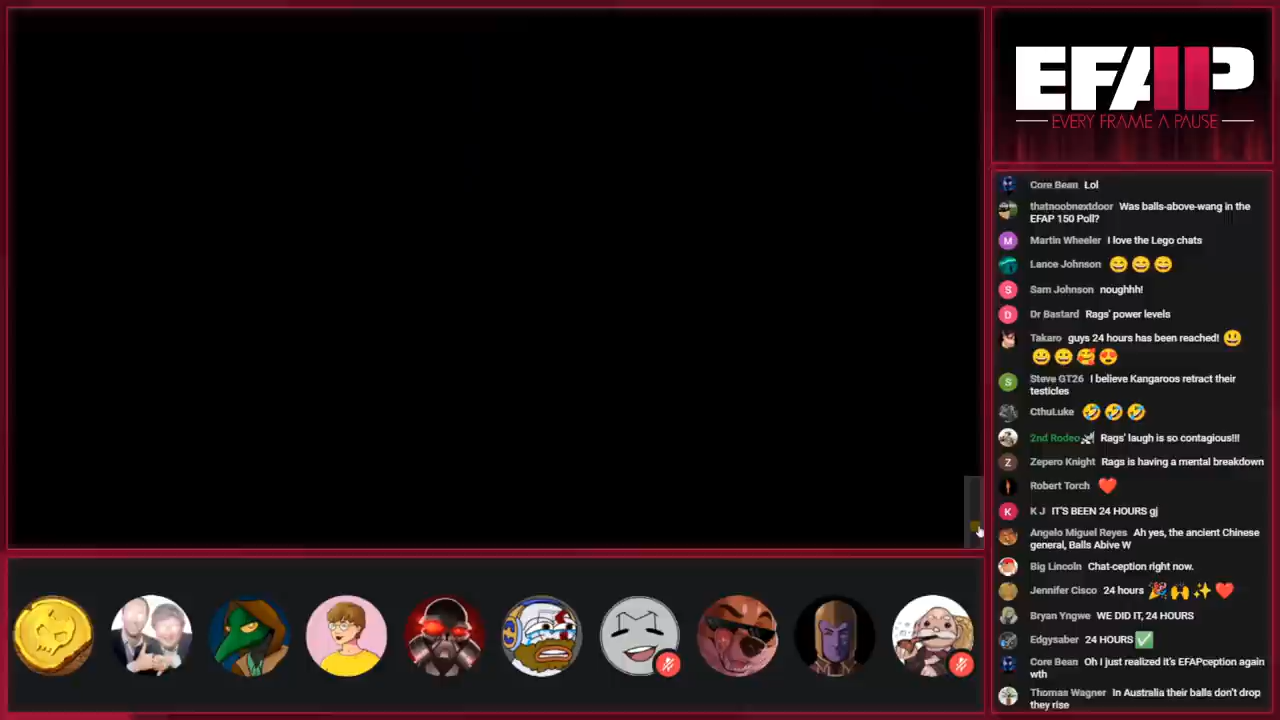 EFAP
EVERY FRAME A PAUSE
Core Bean Lol
thatnoobnextdoor Was balls-above-wang in the
EFAP 150 Poll?
M Martin Wheeler I love the Lego chats
Lance Johnson 😄 😄 😄
S Sam Johnson noughhh!
D Dr Bastard Rags' power levels
Takaro guys 24 hours has been reached! 😃
😀 😀 🥰 😍
S Steve GT26 I believe Kangaroos retract their
testicles
CthuLuke 🤣 🤣 🤣
2nd Rodeo Rags' laugh is so contagious!!!
Z Zepero Knight Rags is having a mental breakdown
Robert Torch ❤️
K K J IT'S BEEN 24 HOURS gj
Angelo Miguel Reyes Ah yes, the ancient Chinese
general, Balls Abive W
Big Lincoln Chat-ception right now.
Jennifer Cisco 24 hours 🎉 🙌 ✨ ❤️
Bryan Yngwe WE DID IT, 24 HOURS
Edgysaber 24 HOURS ✅
Core Bean Oh I just realized it's EFAPception again
wth
Thomas Wagner In Australia their balls don't drop
they rise